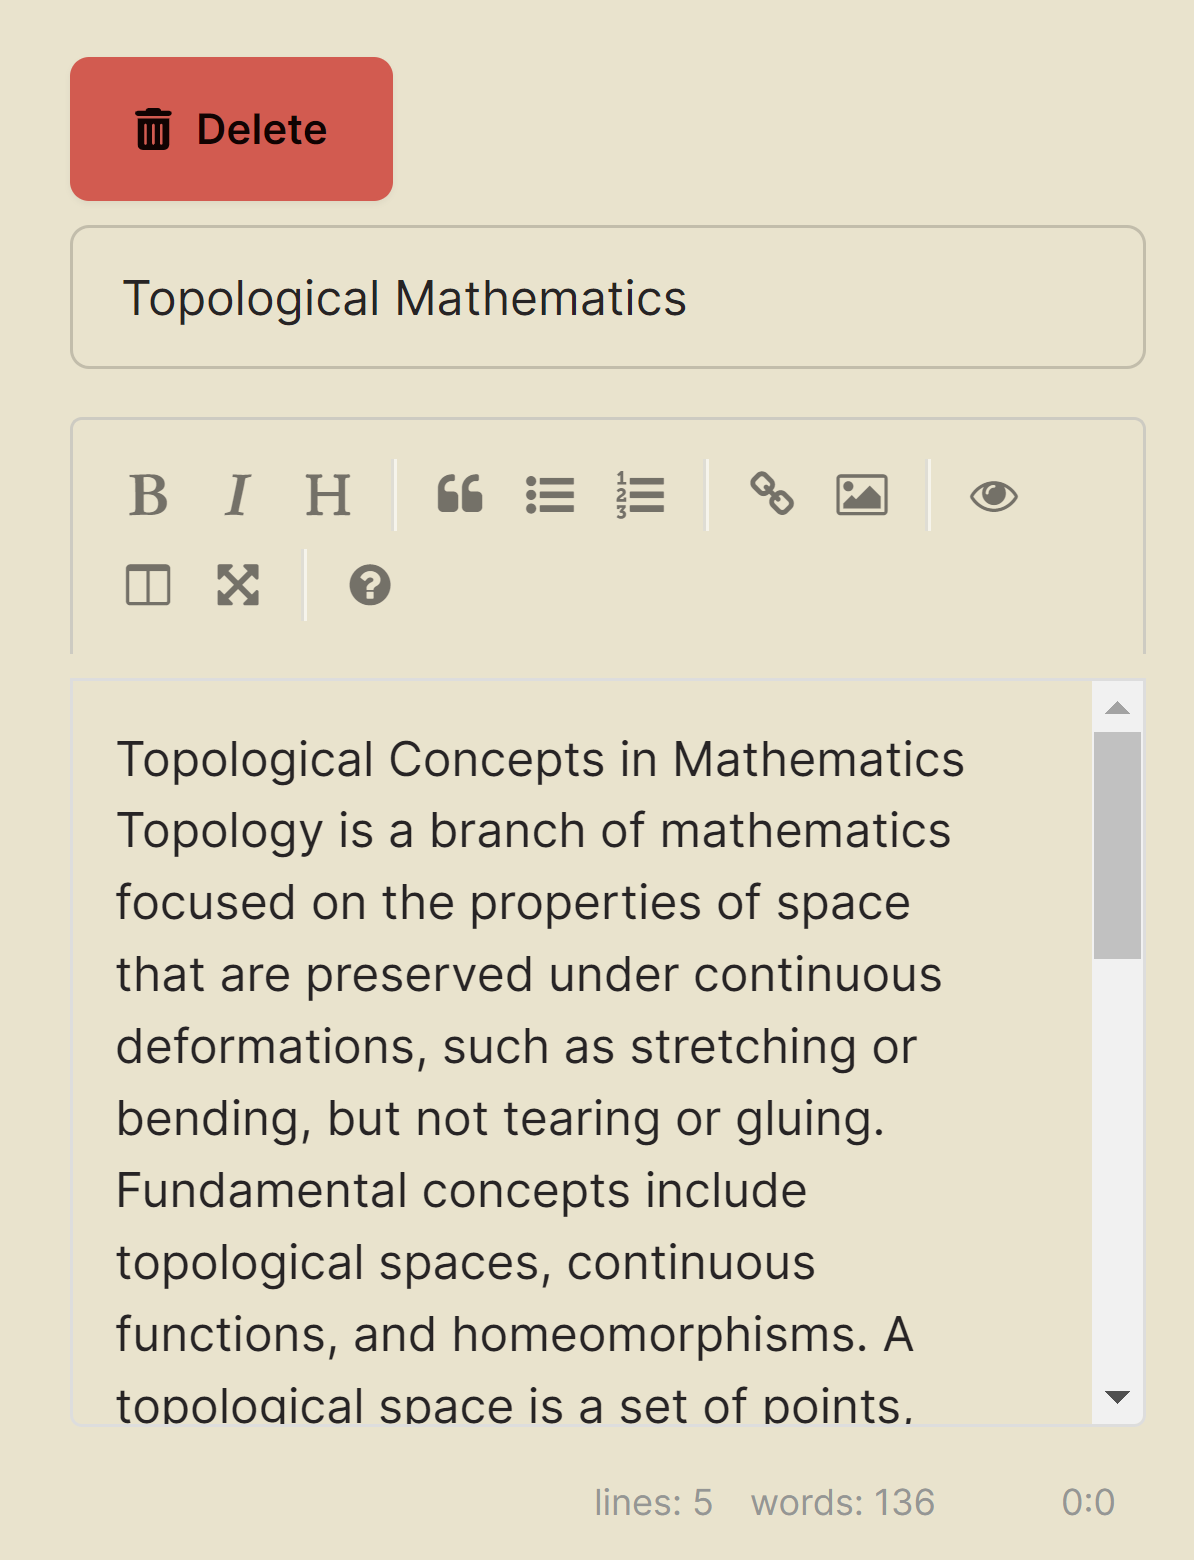 Delete
Topological Mathematics
B I H
Topological Concepts in Mathematics
Topology is a branch of mathematics
focused on the properties of space
that are preserved under continuous
deformations, such as stretching or
bending, but not tearing or gluing.
Fundamental concepts include
topological spaces, continuous
functions, and homeomorphisms. A
topological space is a set of points,
lines: 5 words: 136 0:0